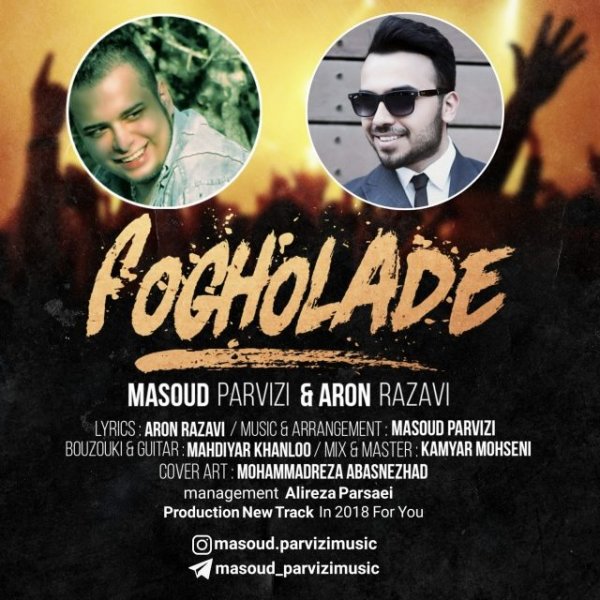 FOGHOLADE
MASOUD PARVIZI & ARON RAZAVI
LYRICS : ARON RAZAVI / MUSIC & ARRANGEMENT : MASOUD PARVIZI
BOUZOUKI & GUITAR : MAHDIYAR KHANLOO / MIX & MASTER : KAMYAR MOHSENI
COVER ART : MOHAMMADREZA ABASNEZHAD
management Alireza Parsaei
Production New Track In 2018 For You
masoud.parvizimusic
masoud_parvizimusic